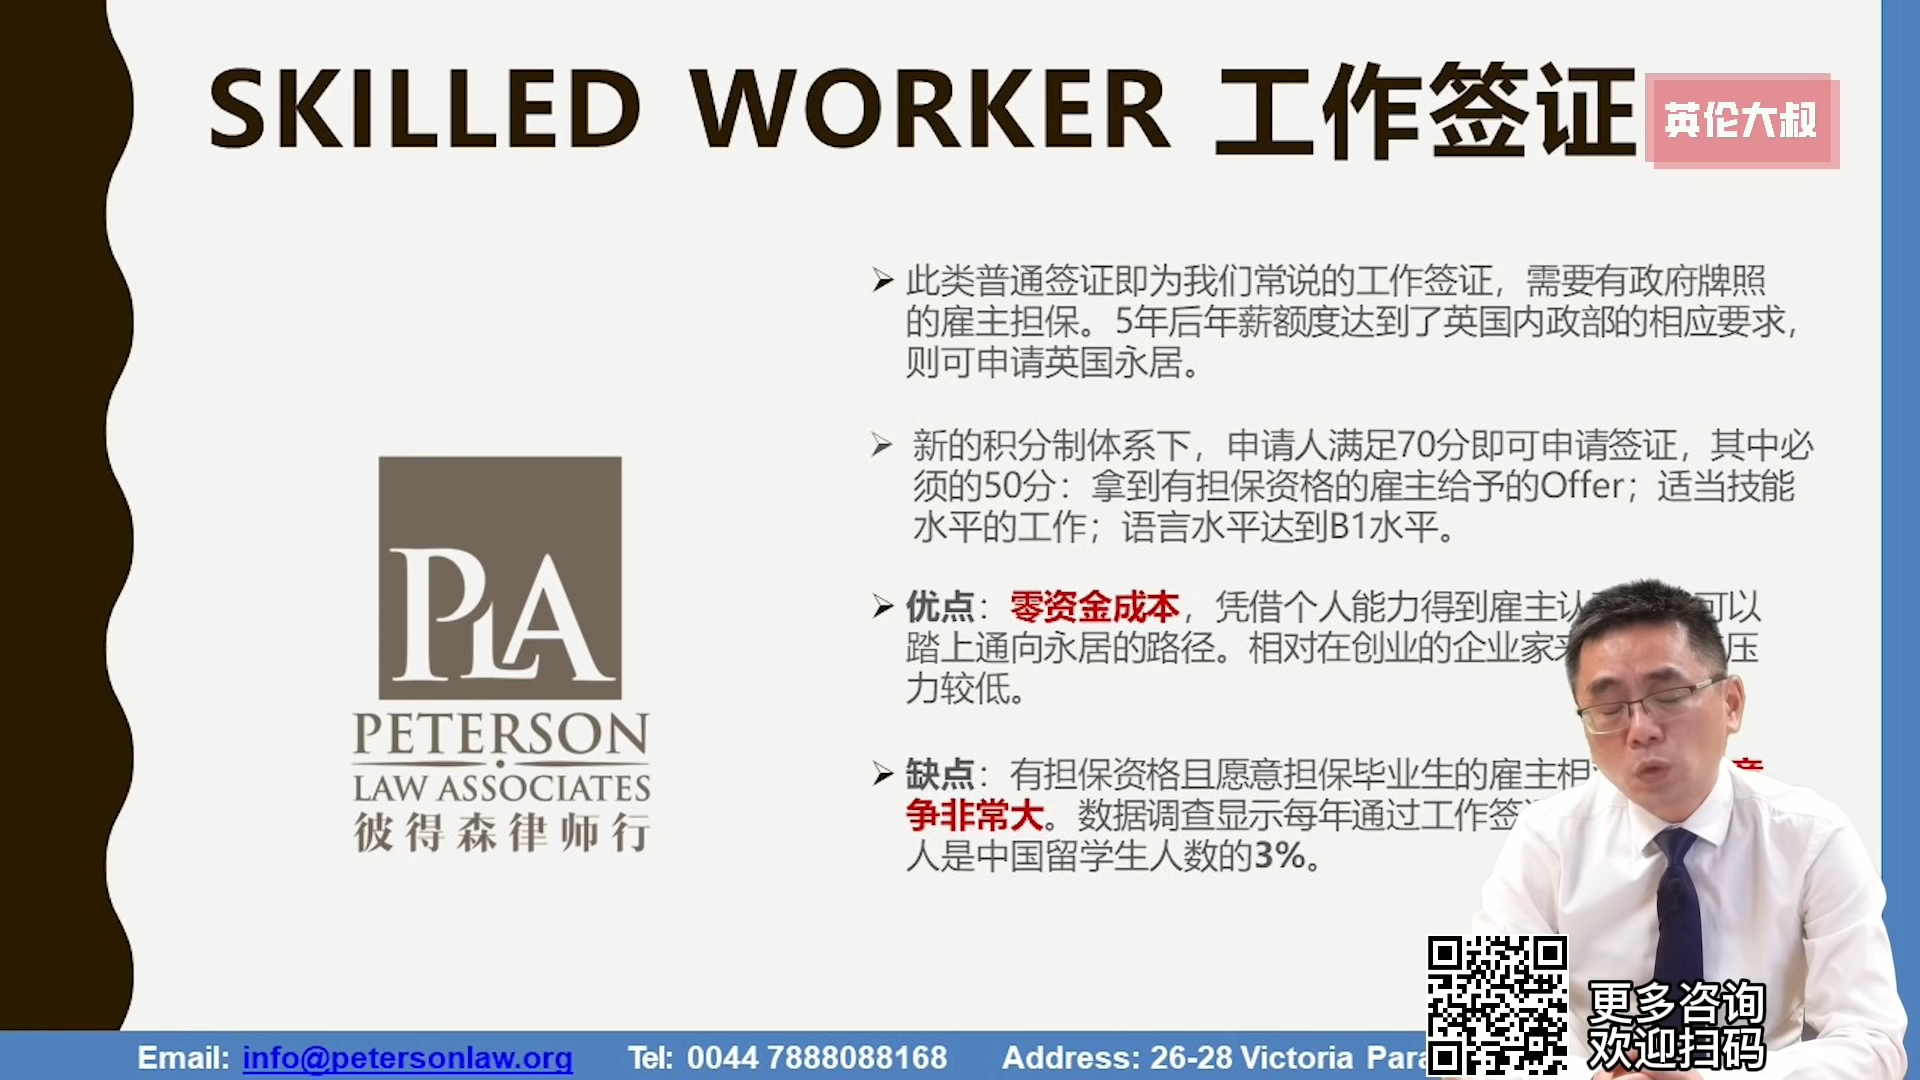 SKILLED WORKER 工作签证
英伦大叔
➢ 此类普通签证即为我们常说的工作签证，需要有政府牌照
的雇主担保。5年后年薪额度达到了英国内政部的相应要求，
则可申请英国永居。
➢ 新的积分制体系下，申请人满足70分即可申请签证，其中必
须的50分：拿到有担保资格的雇主给予的Offer；适当技能
水平的工作；语言水平达到B1水平。
➢ 优点：零资金成本，凭借个人能力得到雇主 可以
踏上通向永居的路径。相对在创业的企业家 压
力较低。
➢ 缺点：有担保资格且愿意担保毕业生的雇主相
争非常大。数据调查显示每年通过工作签
人是中国留学生人数的3%。
PLA
PETERSON
LAW ASSOCIATES
彼得森律师行
更多咨询
欢迎扫码
Email: info@petersonlaw.org Tel: 0044 7888088168 Address: 26-28 Victoria